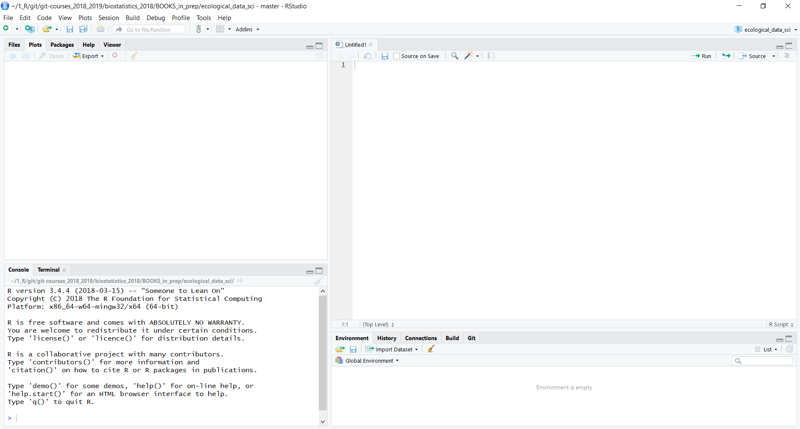 ~/1_R/git/git-courses_2018_2019/biostatistics_2018/BOOKS_in_prep/ecological_data_sci - master - RStudio
File Edit Code View Plots Session Build Debug Profile Tools Help
Go to file/function Addins ecological_data_sci
Files Plots Packages Help Viewer
Zoom Export
Untitled1
Source on Save Run Source
1
1:1 (Top Level) R Script
Console Terminal
~/1_R/git/git-courses_2018_2019/biostatistics_2018/BOOKS_in_prep/ecological_data_sci/
R version 3.4.4 (2018-03-15) -- "Someone to Lean On"
Copyright (C) 2018 The R Foundation for Statistical Computing
Platform: x86_64-w64-mingw32/x64 (64-bit)
R is free software and comes with ABSOLUTELY NO WARRANTY.
You are welcome to redistribute it under certain conditions.
Type 'license()' or 'licence()' for distribution details.
R is a collaborative project with many contributors.
Type 'contributors()' for more information and
'citation()' on how to cite R or R packages in publications.
Type 'demo()' for some demos, 'help()' for on-line help, or
'help.start()' for an HTML browser interface to help.
Type 'q()' to quit R.
>
Environment History Connections Build Git
Import Dataset List
Global Environment
Environment is empty